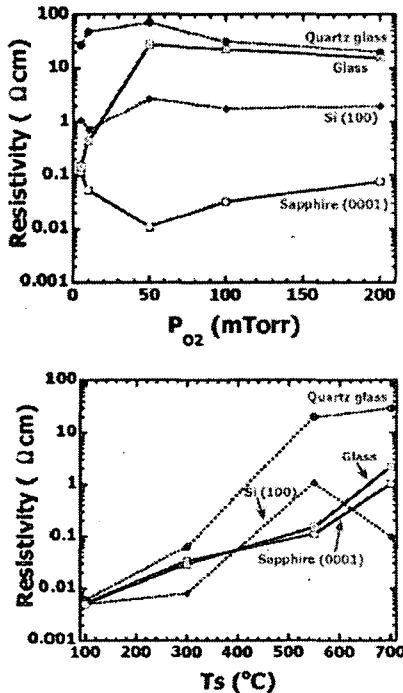 100
10
1
0.1
0.01
0.001
Resistivity ( Ωcm)
Quartz glass
Glass
Si (100)
Sapphire (0001)
0 50 100 150 200
P O2 (mTorr)
100
10
1
0.1
0.01
0.001
Resistivity ( Ωcm)
Quartz glass
Glass
Si (100)
Sapphire (0001)
100 200 300 400 500 600 700
Ts (°C)